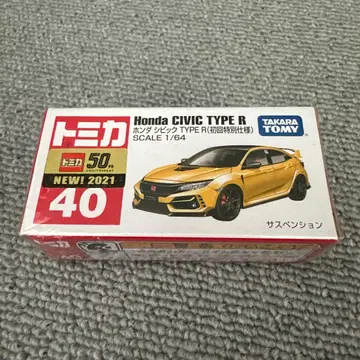 トミカ
Honda CIVIC TYPE R
ホンダ シビック TYPE R(初回特別仕様)
SCALE 1/64
TAKARA
TOMY
トミカ 50th
ANNIVERSARY
NEW! 2021
40
サスペンション